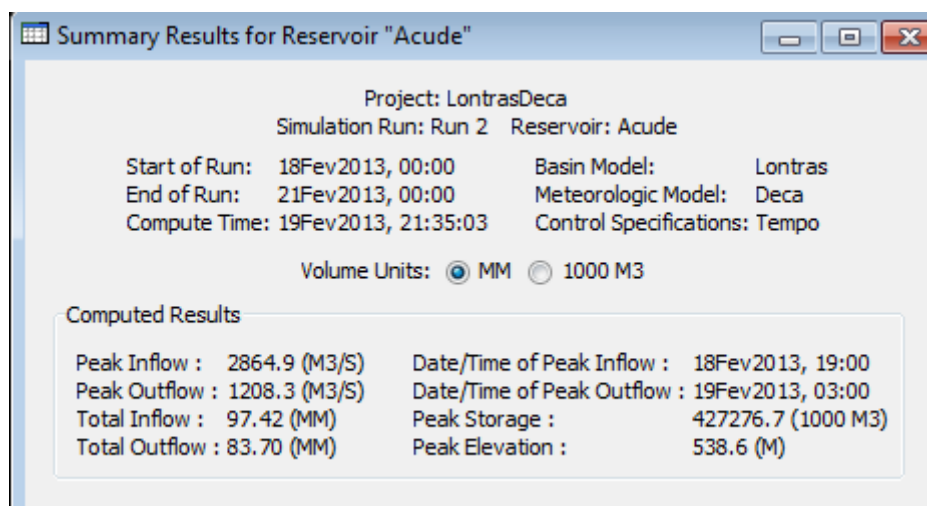 Summary Results for Reservoir "Acude"
Project: LontrasDeca
Simulation Run: Run 2 Reservoir: Acude
Start of Run: 18Fev2013, 00:00 Basin Model: Lontras
End of Run: 21Fev2013, 00:00 Meteorologic Model: Deca
Compute Time: 19Fev2013, 21:35:03 Control Specifications: Tempo
Volume Units: MM 1000 M3
Computed Results
Peak Inflow : 2864.9 (M3/S) Date/Time of Peak Inflow : 18Fev2013, 19:00
Peak Outflow : 1208.3 (M3/S) Date/Time of Peak Outflow : 19Fev2013, 03:00
Total Inflow : 97.42 (MM) Peak Storage : 427276.7 (1000 M3)
Total Outflow : 83.70 (MM) Peak Elevation : 538.6 (M)